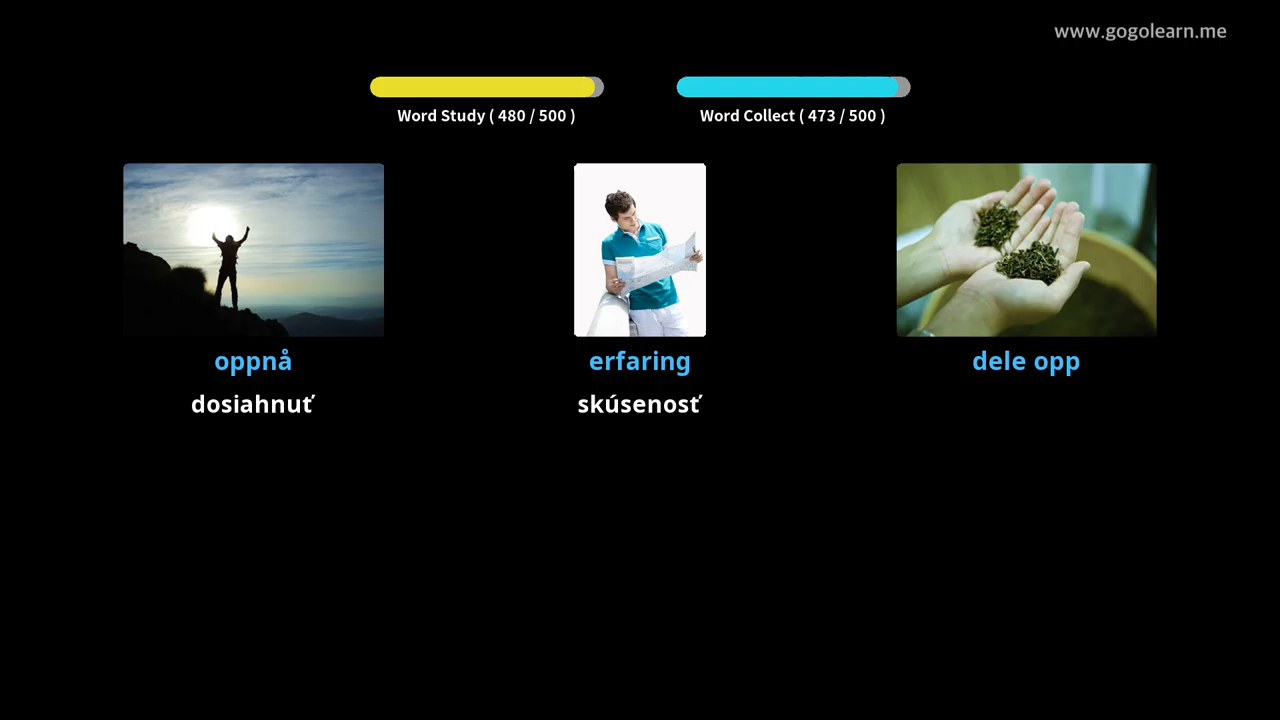 www.gogolearn.me
Word Study ( 480 / 500 )
Word Collect ( 473 / 500 )
oppnå
erfaring
dele opp
dosiahnuť
skúsenosť